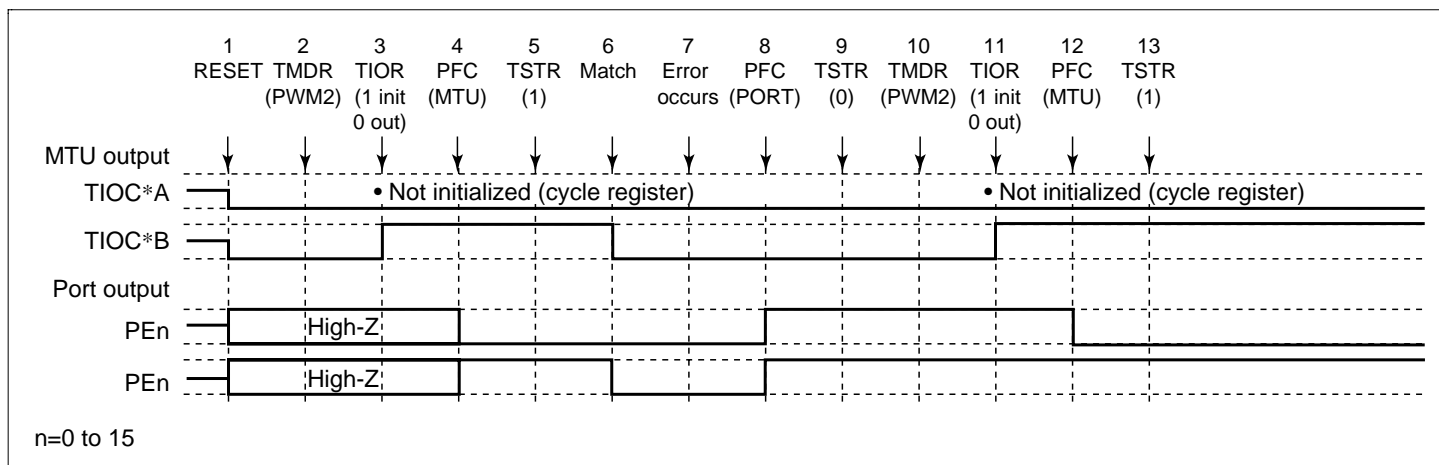 1 2 3 4 5 6 7 8 9 10 11 12 13
RESET TMDR TIOR PFC TSTR Match Error PFC TSTR TMDR TIOR PFC TSTR
(PWM2) (1 init (MTU) (1) occurs (PORT) (0) (PWM2) (1 init (MTU) (1)
0 out) 0 out)
MTU output
TIOC*A • Not initialized (cycle register) • Not initialized (cycle register)
TIOC*B
Port output
PEn High-Z
PEn High-Z
n=0 to 15